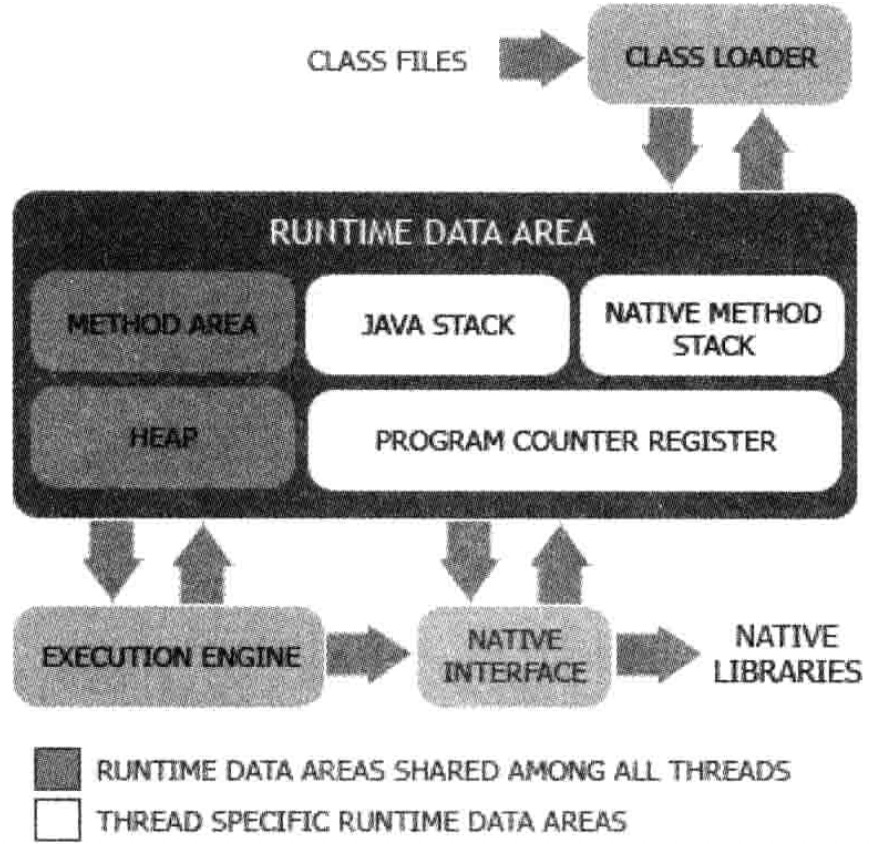 CLASS FILES
CLASS LOADER
RUNTIME DATA AREA
METHOD AREA
JAVA STACK
NATIVE METHOD
STACK
HEAP
PROGRAM COUNTER REGISTER
EXECUTION ENGINE
NATIVE
INTERFACE
NATIVE
LIBRARIES
RUNTIME DATA AREAS SHARED AMONG ALL THREADS
THREAD SPECIFIC RUNTIME DATA AREAS